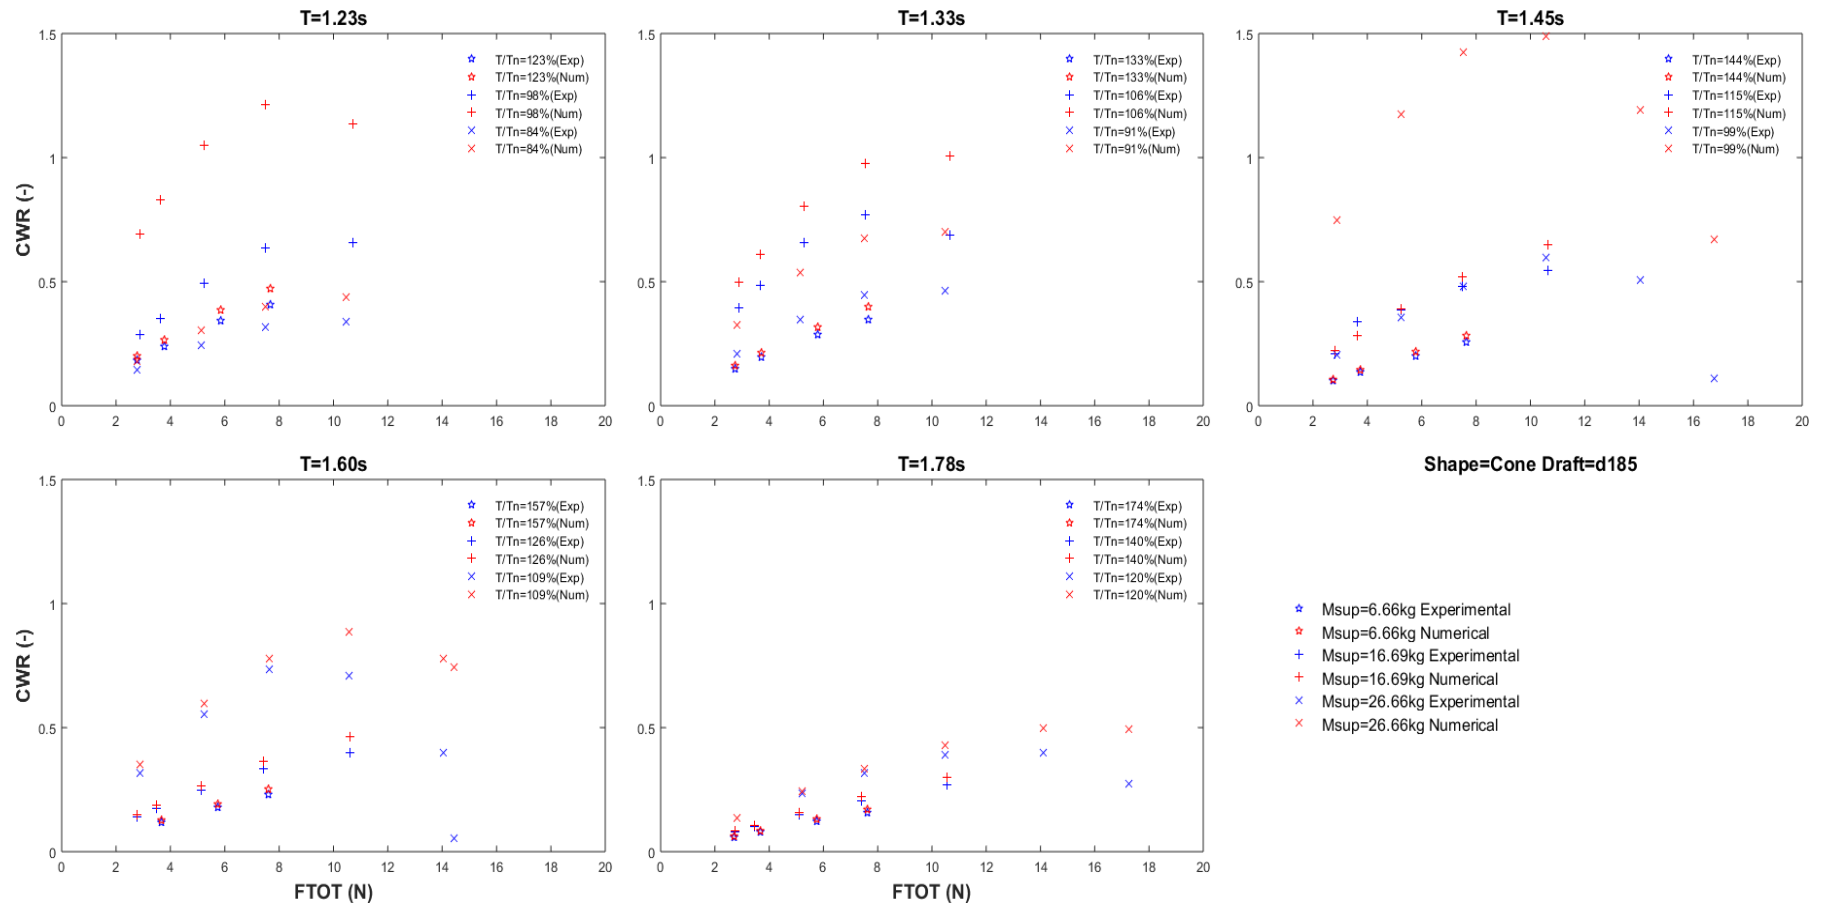 T=1.23s
CWR (-)
1.5
1
0.5
0
0 2 4 6 8 10 12 14 16 18 20
T/Tn=123%(Exp)
T/Tn=123%(Num)
T/Tn=98%(Exp)
T/Tn=98%(Num)
T/Tn=84%(Exp)
T/Tn=84%(Num)
T=1.33s
1.5
1
0.5
0
0 2 4 6 8 10 12 14 16 18 20
T/Tn=133%(Exp)
T/Tn=133%(Num)
T/Tn=106%(Exp)
T/Tn=106%(Num)
T/Tn=91%(Exp)
T/Tn=91%(Num)
T=1.45s
1.5
1
0.5
0
0 2 4 6 8 10 12 14 16 18 20
T/Tn=144%(Exp)
T/Tn=144%(Num)
T/Tn=115%(Exp)
T/Tn=115%(Num)
T/Tn=99%(Exp)
T/Tn=99%(Num)
T=1.60s
CWR (-)
1.5
1
0.5
0
0 2 4 6 8 10 12 14 16 18 20
FTOT (N)
T/Tn=157%(Exp)
T/Tn=157%(Num)
T/Tn=126%(Exp)
T/Tn=126%(Num)
T/Tn=109%(Exp)
T/Tn=109%(Num)
T=1.78s
1.5
1
0.5
0
0 2 4 6 8 10 12 14 16 18 20
FTOT (N)
T/Tn=174%(Exp)
T/Tn=174%(Num)
T/Tn=140%(Exp)
T/Tn=140%(Num)
T/Tn=120%(Exp)
T/Tn=120%(Num)
Shape=Cone Draft=d185
Msup=6.66kg Experimental
Msup=6.66kg Numerical
Msup=16.69kg Experimental
Msup=16.69kg Numerical
Msup=26.66kg Experimental
Msup=26.66kg Numerical